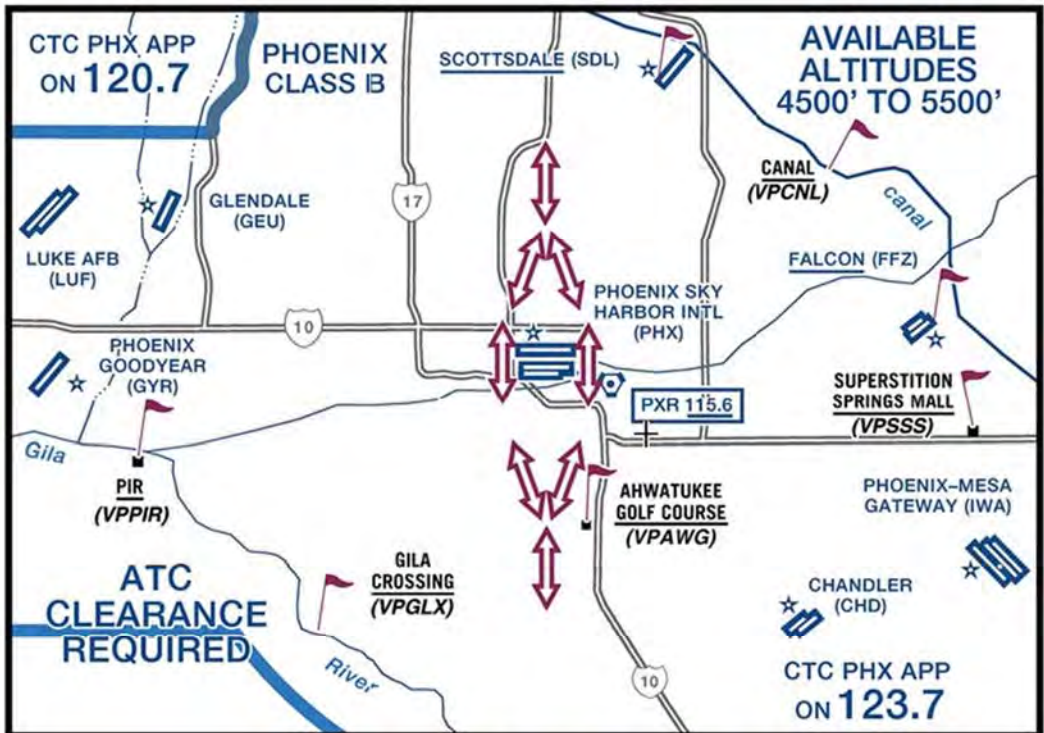 CTC PHX APP
ON 120.7
PHOENIX
CLASS B
SCOTTSDALE (SDL)
AVAILABLE
ALTITUDES
4500' TO 5500'
CANAL
(VPCNL)
canal
17
GLENDALE
(GEU)
LUKE AFB
(LUF)
FALCON (FFZ)
PHOENIX SKY
HARBOR INTL
(PHX)
10
PHOENIX
GOODYEAR
(GYR)
PXR 115.6
SUPERSTITION
SPRINGS MALL
(VPSSS)
Gila
PIR
(VPPIR)
AHWATUKEE
GOLF COURSE
(VPAWG)
PHOENIX–MESA
GATEWAY (IWA)
GILA
CROSSING
(VPGLX)
ATC
CLEARANCE
REQUIRED
CHANDLER
(CHD)
River
10
CTC PHX APP
ON 123.7